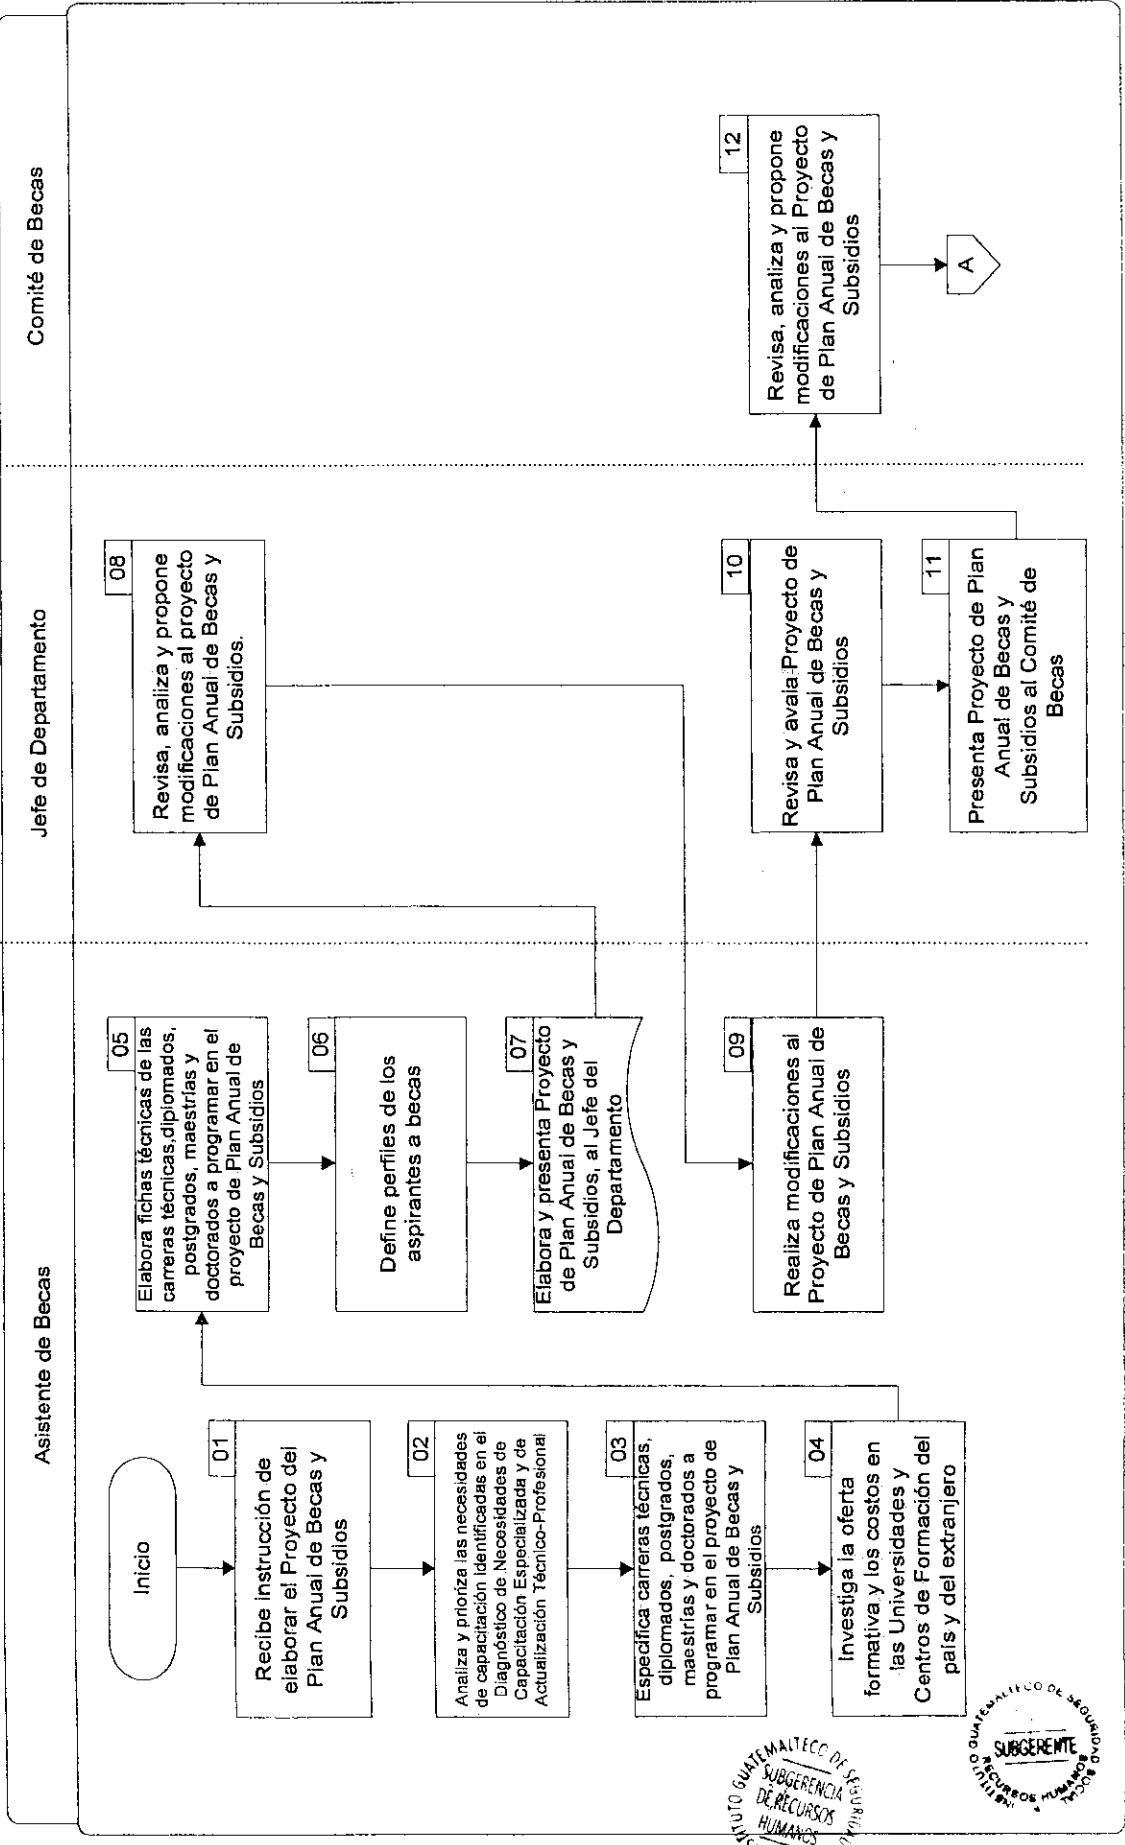 Asistente de Becas
Jefe de Departamento
Comité de Becas
Inicio
01
Recibe instrucción de
elaborar el Proyecto del
Plan Anual de Becas y
Subsidios
02
Analiza y prioriza las necesidades
de capacitación Identificadas en el
Diagnóstico de Necesidades de
Capacitación Especializada y de
Actualización Técnico-Profesional
03
Especifica carreras técnicas,
diplomados, postgrados,
maestrías y doctorados a
programar en el proyecto de
Plan Anual de Becas y
Subsidios
04
Investiga la oferta
formativa y los costos en
las Universidades y
Centros de Formación del
país y del extranjero
05
Elabora fichas técnicas de las
carreras técnicas,diplomados,
postgrados, maestrías y
doctorados a programar en el
proyecto de Plan Anual de
Becas y Subsidios
06
Define perfiles de los
aspirantes a becas
07
Elabora y presenta Proyecto
de Plan Anual de Becas y
Subsidios, al Jefe del
Departamento
08
Revisa, analiza y propone
modificaciones al proyecto
de Plan Anual de Becas y
Subsidios.
09
Realiza modificaciones al
Proyecto de Plan Anual de
Becas y Subsidios
10
Revisa y avala Proyecto de
Plan Anual de Becas y
Subsidios
11
Presenta Proyecto de Plan
Anual de Becas y
Subsidios al Comité de
Becas
12
Revisa, analiza y propone
modificaciones al Proyecto
de Plan Anual de Becas y
Subsidios
A
GUATEMALTECO DE
SUBGERENCIA
DE RECURSOS
HUMANOS
INSTITUTO GUATEMALTECO DE SEGURIDAD SOCIAL
SUBGERENTE
RECURSOS HUMANOS